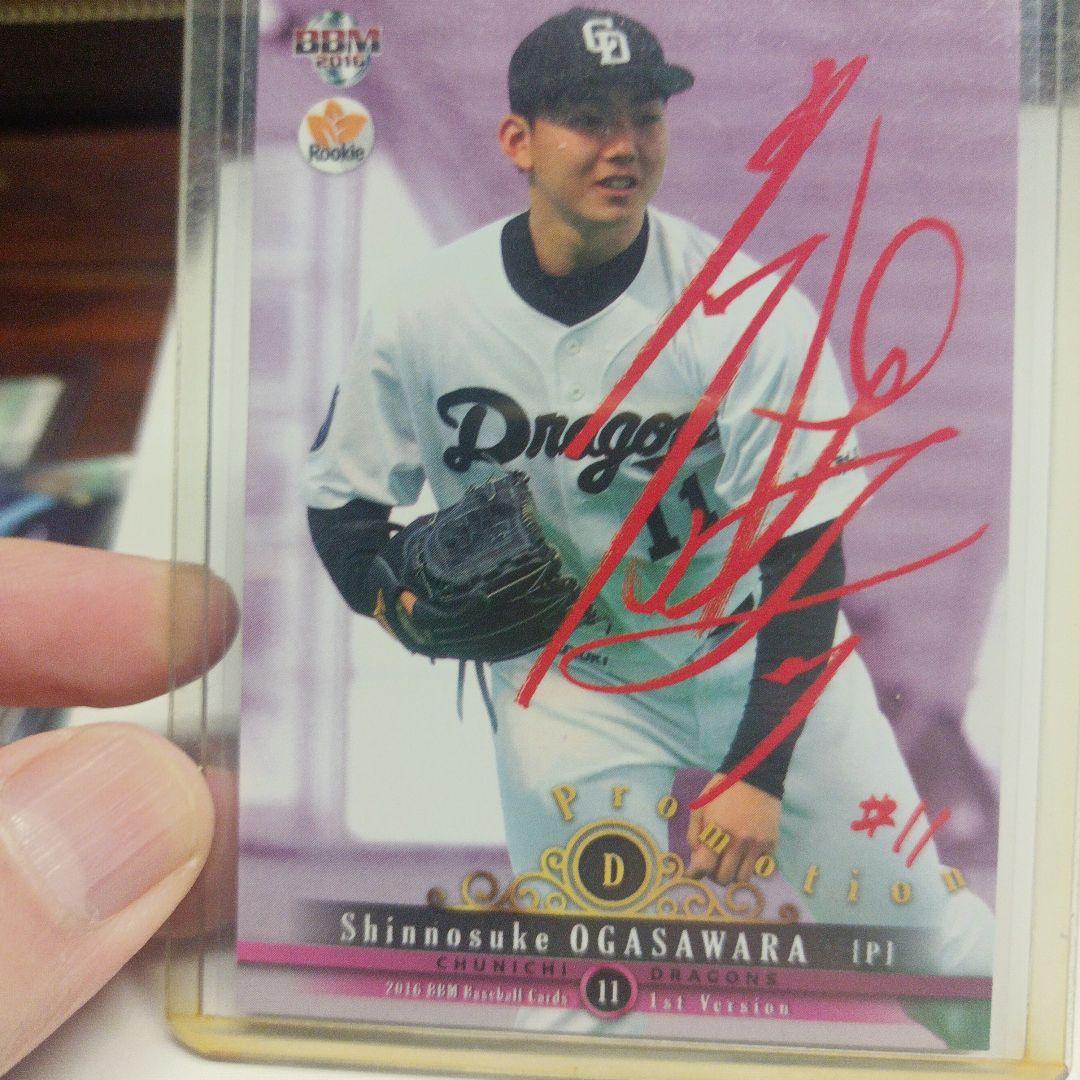 BBM
2016
Rookie
CD
Dragons
11
#11
Promotion
D
Shinnosuke OGASAWARA [P]
CHUNICHI 11 DRAGONS
2016 BBM Baseball Cards 1st Version